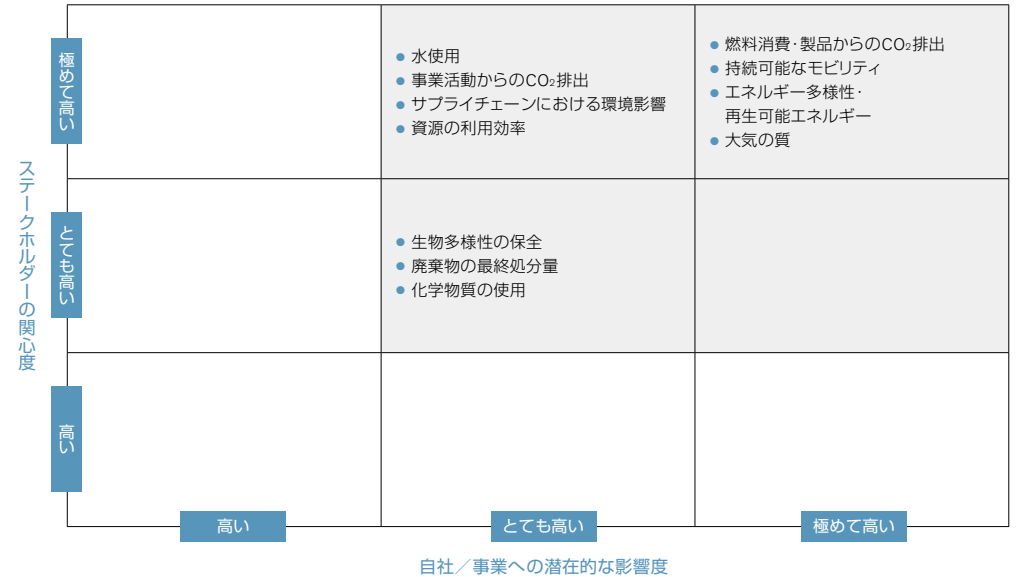 ステークホルダーの関心度
極めて高い
● 水使用
● 事業活動からのCO₂排出
● サプライチェーンにおける環境影響
● 資源の利用効率
● 燃料消費・製品からのCO₂排出
● 持続可能なモビリティ
● エネルギー多様性・
再生可能エネルギー
● 大気の質
とても高い
● 生物多様性の保全
● 廃棄物の最終処分量
● 化学物質の使用
高い
高い
とても高い
極めて高い
自社／事業への潜在的な影響度